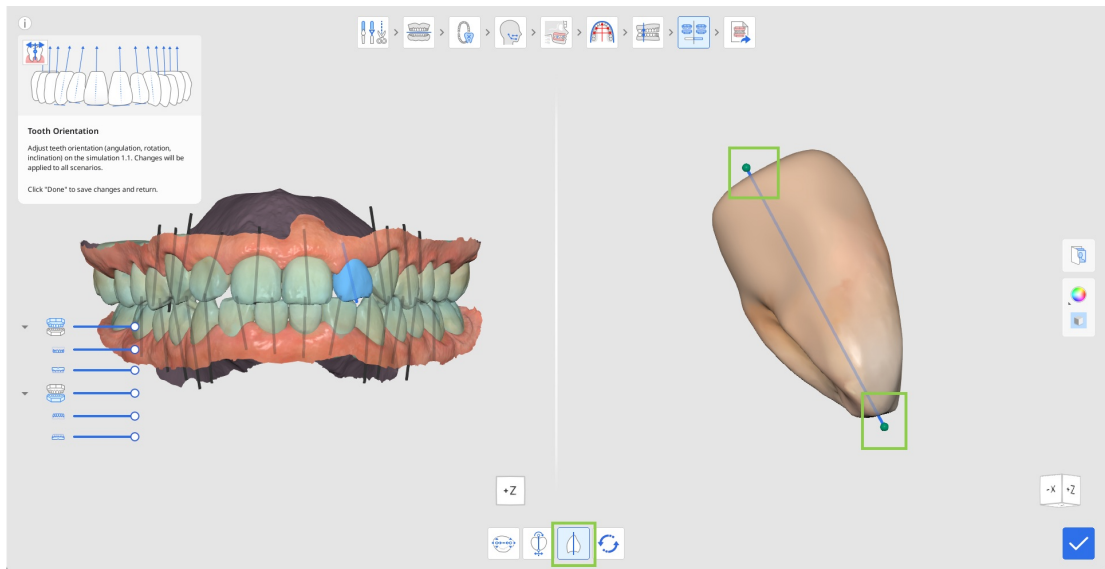 Tooth Orientation
Adjust teeth orientation (angulation, rotation,
inclination) on the simulation 1.1. Changes will be
applied to all scenarios.
Click "Done" to save changes and return.
+Z
-X +Z